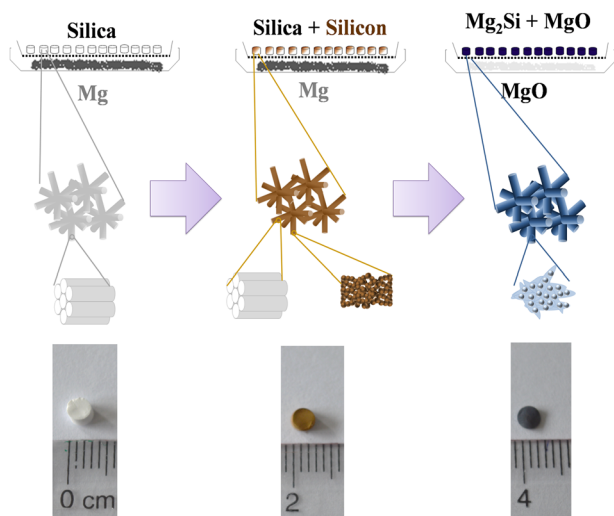 Silica
Mg
Silica + Silicon
Mg
Mg₂Si + MgO
MgO
0 cm
2
4